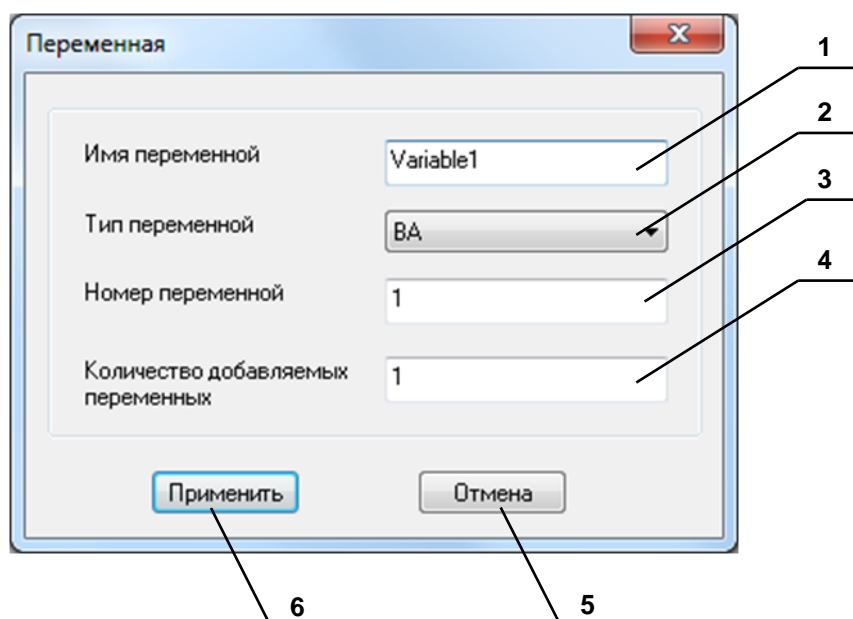 Переменная
1
2
Имя переменной Variable1
3
Тип переменной BA
4
Номер переменной 1
Количество добавляемых 1
переменных
Применить Отмена
6 5